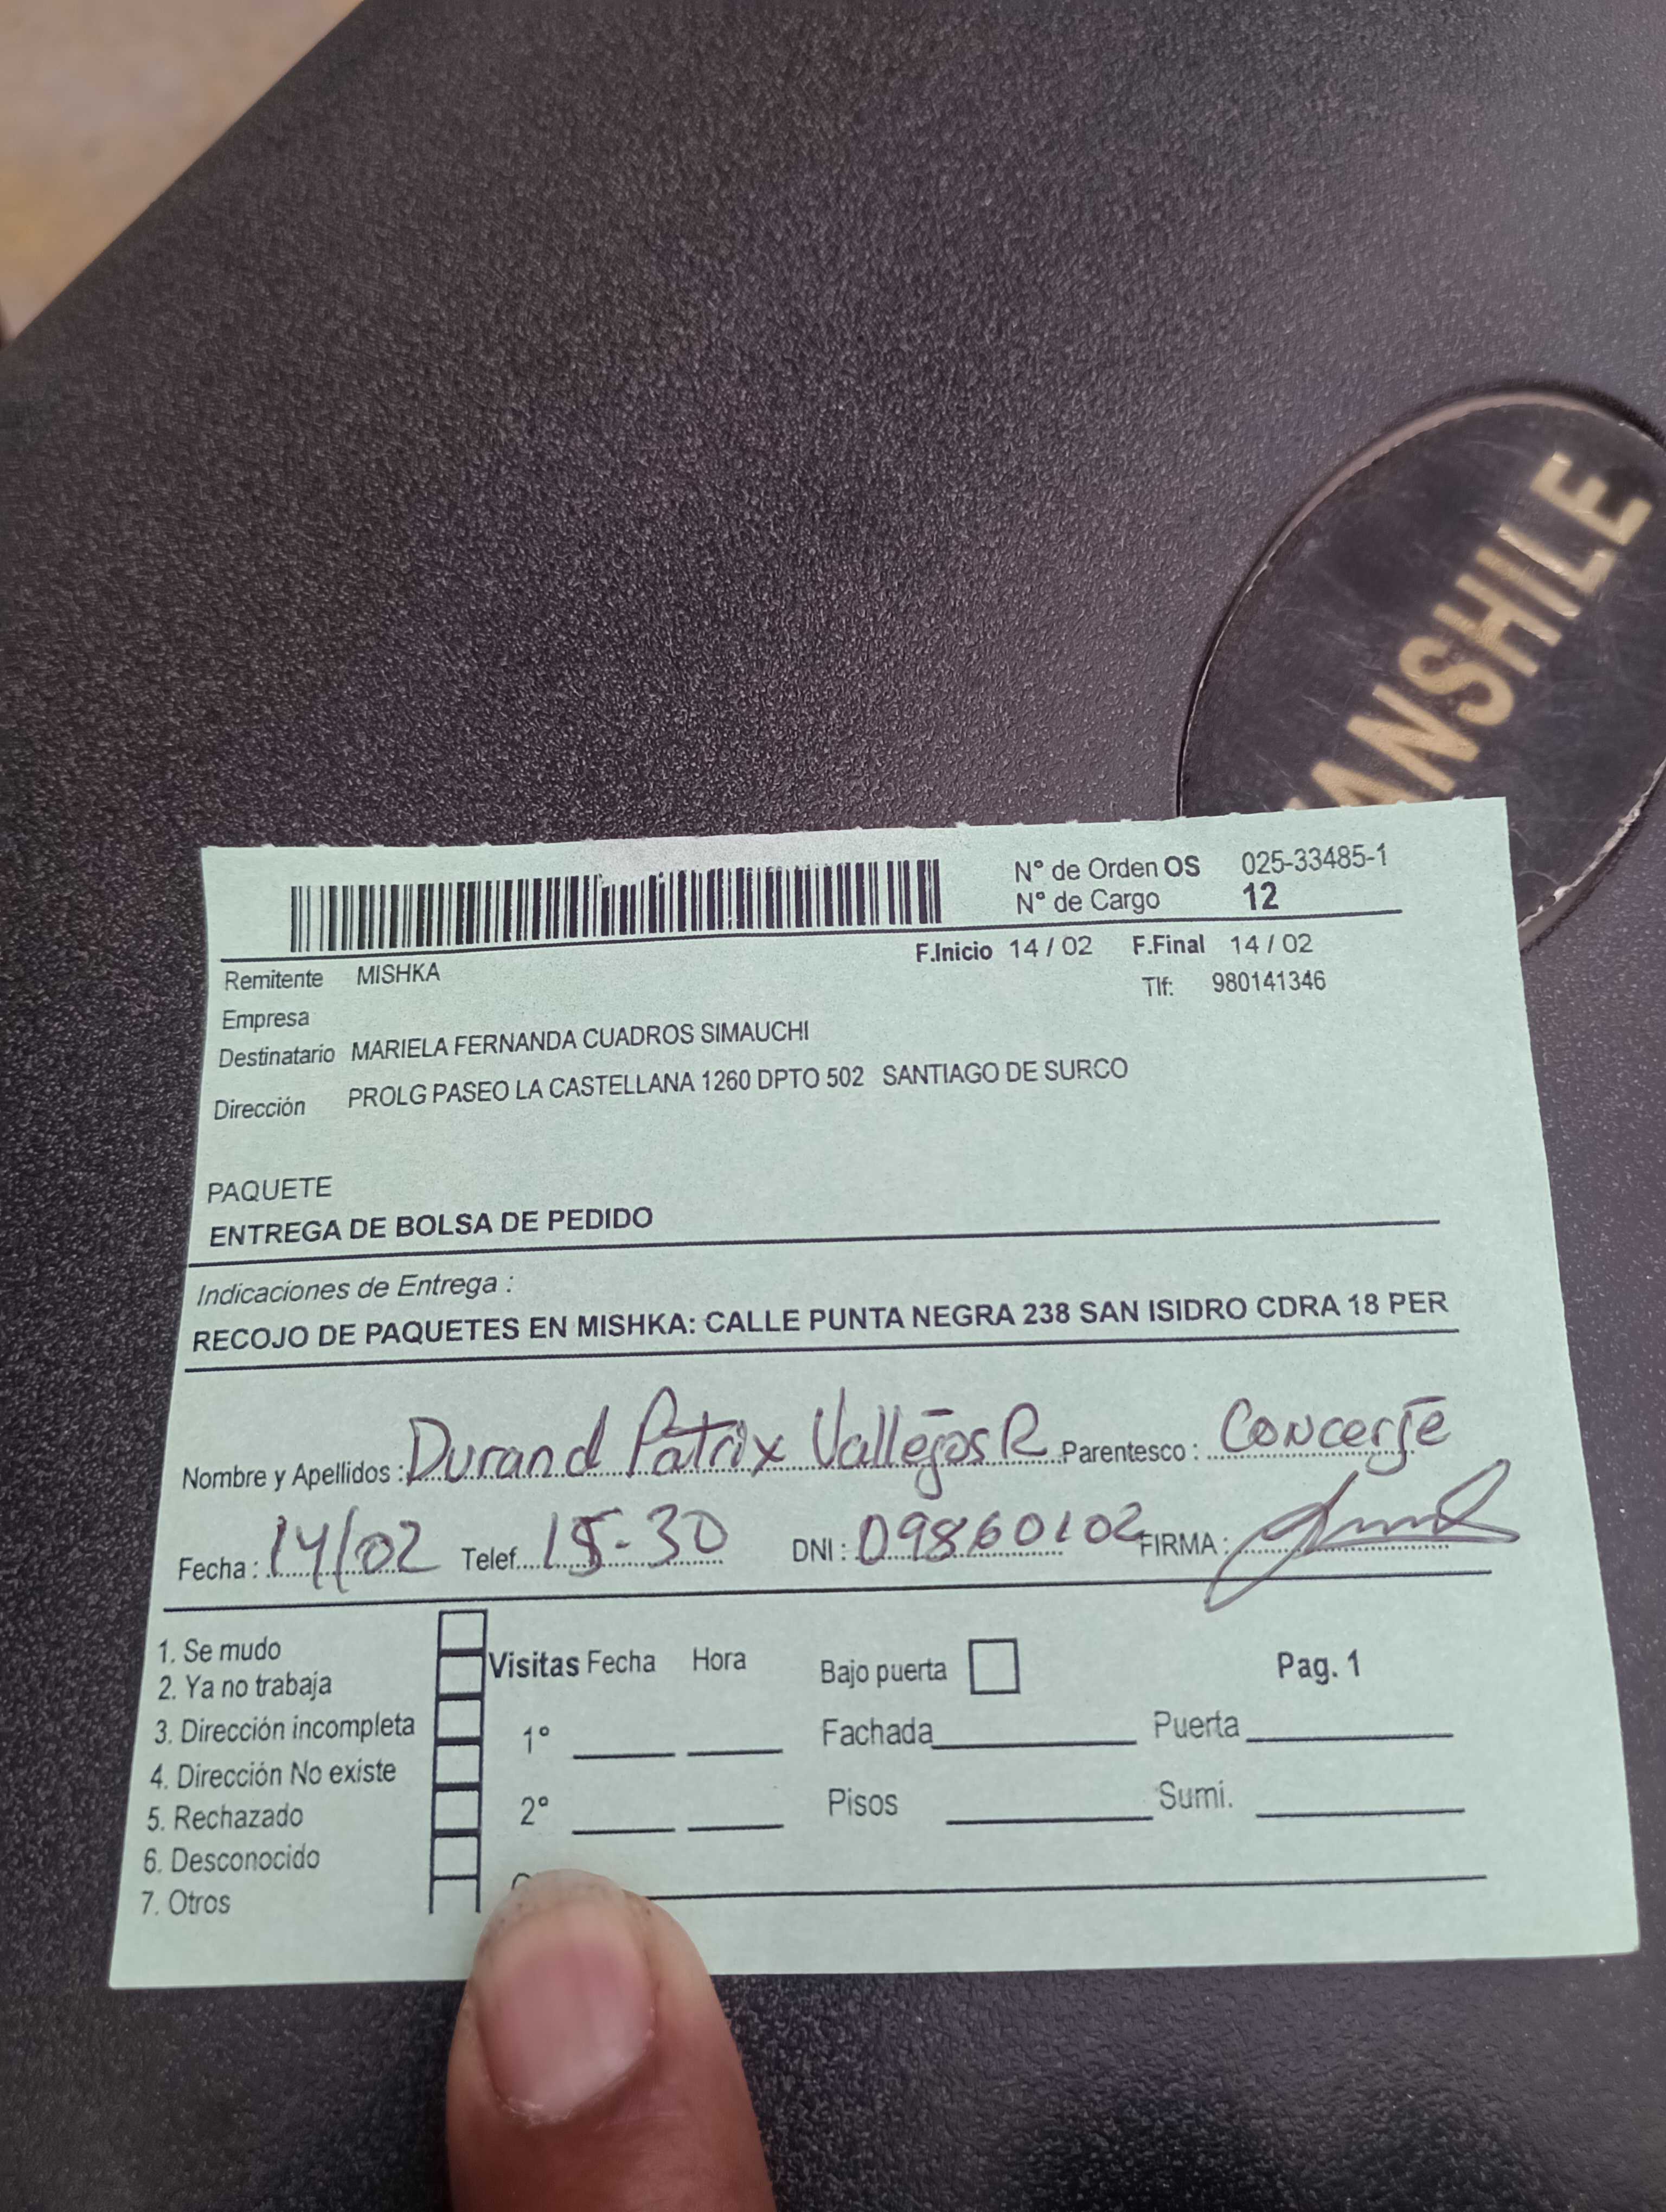 ANSHILE
N° de Orden OS 025-33485-1
N° de Cargo 12
F.Inicio 14 / 02 F.Final 14 / 02
Remitente MISHKA
Tlf: 980141346
Empresa
Destinatario MARIELA FERNANDA CUADROS SIMAUCHI
Dirección PROLG PASEO LA CASTELLANA 1260 DPTO 502 SANTIAGO DE SURCO
PAQUETE
ENTREGA DE BOLSA DE PEDIDO
Indicaciones de Entrega :
RECOJO DE PAQUETES EN MISHKA: CALLE PUNTA NEGRA 238 SAN ISIDRO CDRA 18 PER
Nombre y Apellidos : Durand Patrix Vallejos R Parentesco : Concerje
Fecha : 14/02 Telef. 15-30 DNI : 09860102 FIRMA :
1. Se mudo
2. Ya no trabaja
3. Dirección incompleta
4. Dirección No existe
5. Rechazado
6. Desconocido
7. Otros
Visitas Fecha Hora
1°
2°
Bajo puerta Pag. 1
Fachada Puerta
Pisos Sumi.